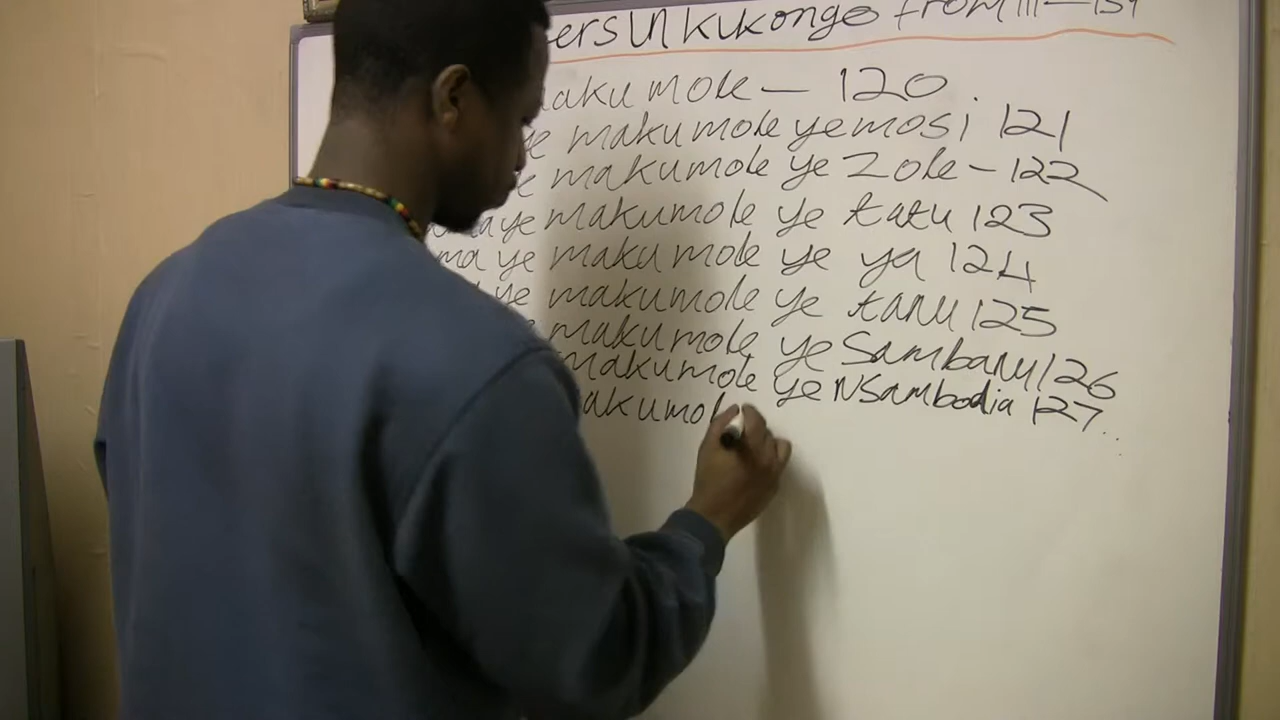 ers in kikongo from 111-13
aku mole - 120
ye makumole yemosi 121
makumole ye Zole - 122
ye makumole ye tatu 123
ma ye makumole ye ya 124
ye makumole ye tanu 125
makumole ye Sambanu 126
makumole ye NSambodia 127..
akumol